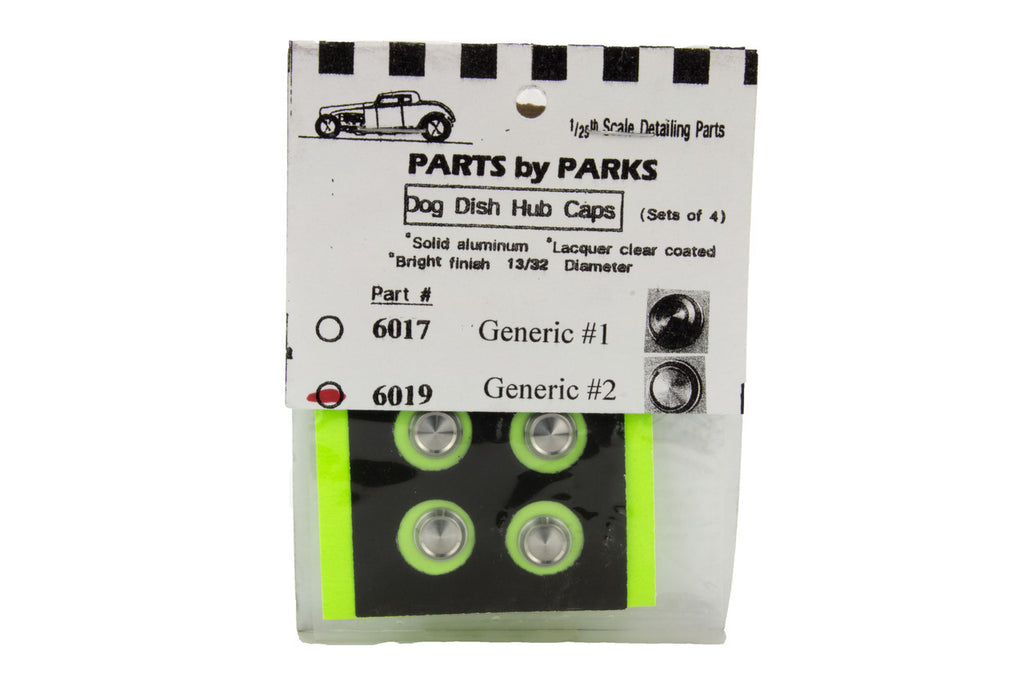 1/25th Scale Detailing Parts
PARTS by PARKS
Dog Dish Hub Caps (Sets of 4)
*Solid aluminum *Lacquer clear coated
*Bright finish 13/32 Diameter
Part #
6017 Generic #1
6019 Generic #2